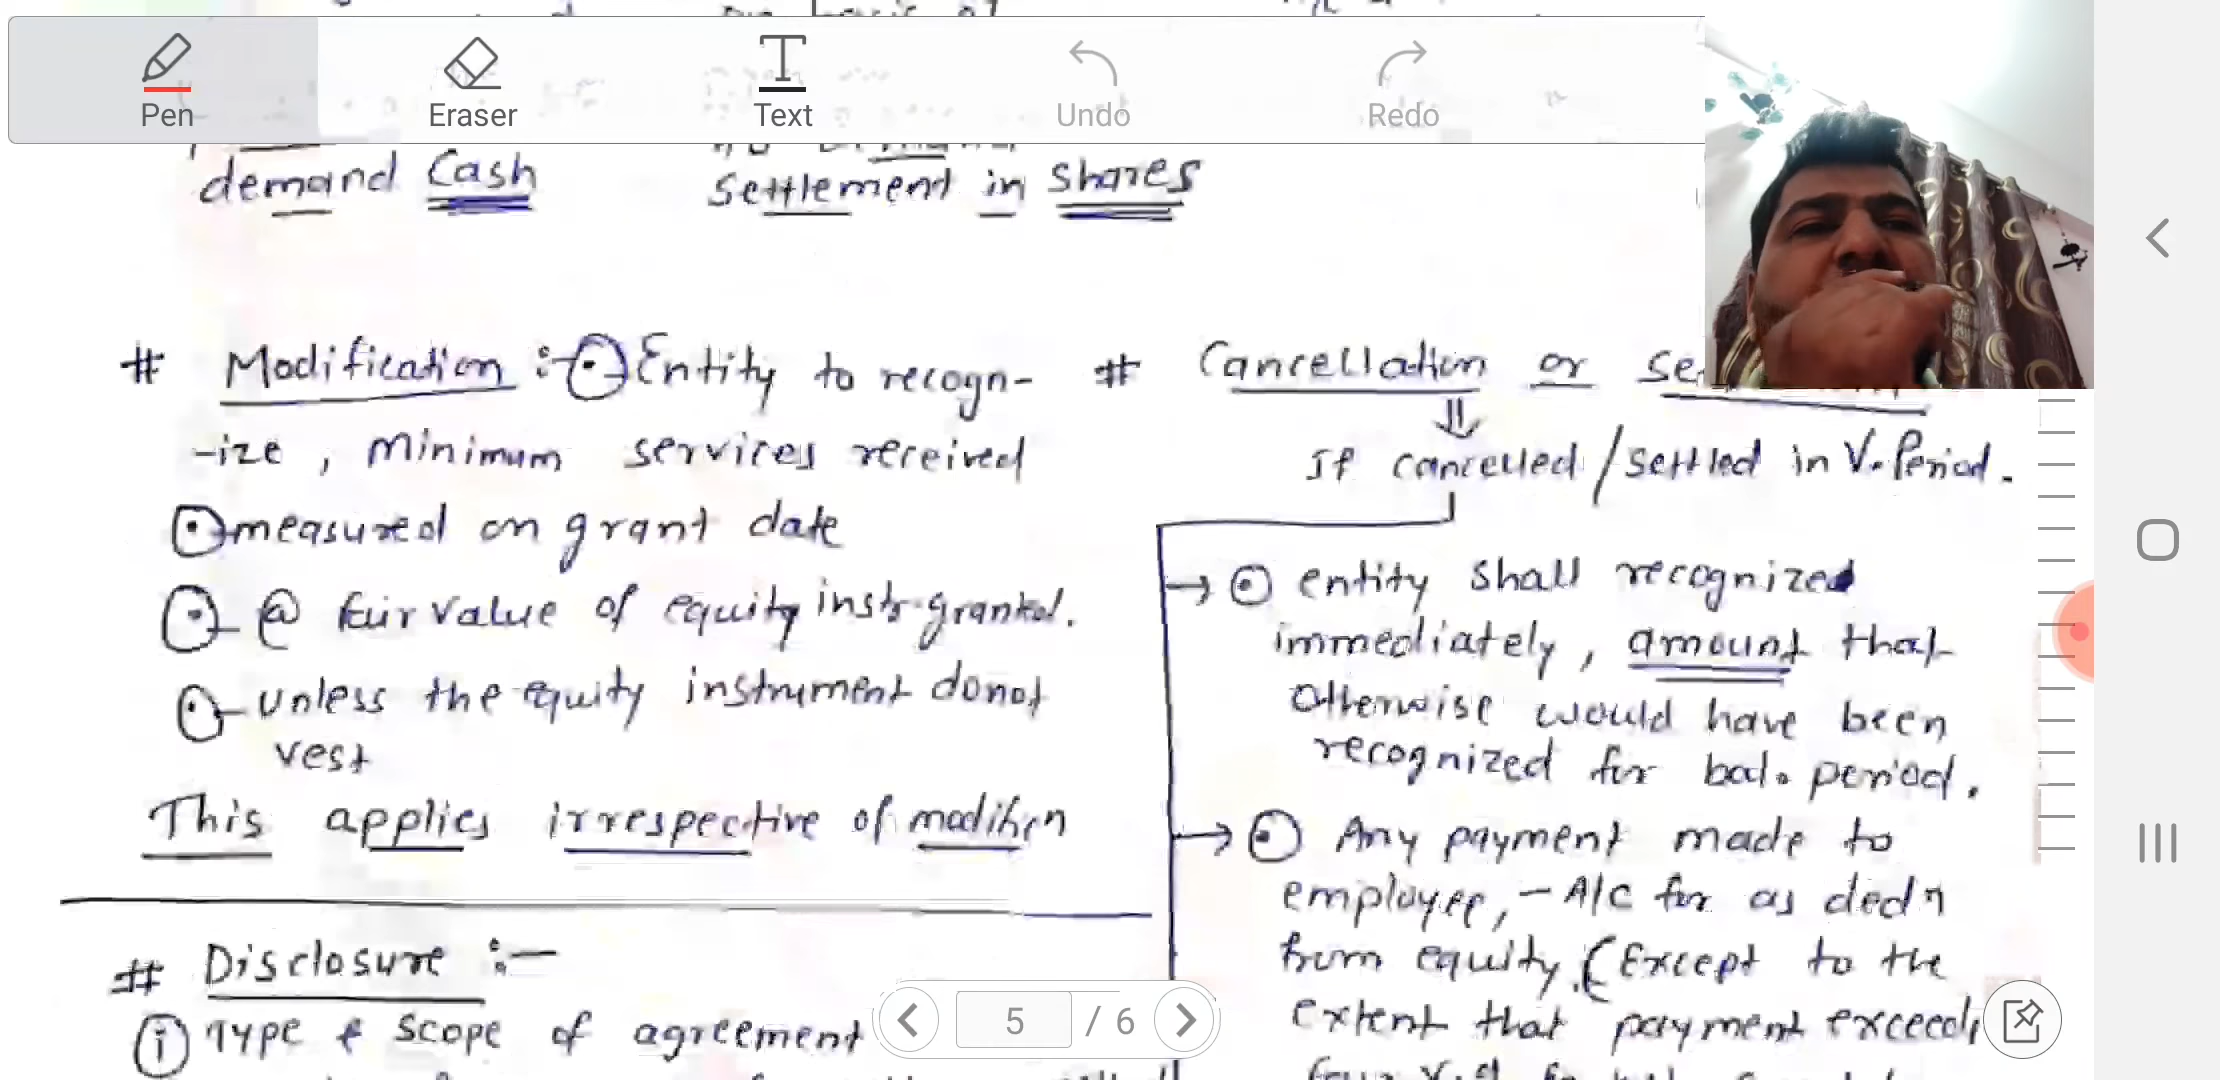 Pen
Eraser
Text
Undo
Redo
demand Cash
settlement in shares
# Modification :- Entity to recogn-
-ize, minimum services received
measured on grant date
@ fair value of equity instr. granted.
unless the equity instrument donot
vest
This applies irrespective of modifcn
# Disclosure :-
(i) Type & scope of agreement
# Cancellation or
If cancelled / settled in V. Period.
entity shall recognized
immediately, amount that
otherwise would have been
recognized for bal. period.
Any payment made to
employee, - A/C for as dedn
from equity. (Except to the
extent that payment exceeds
5 / 6